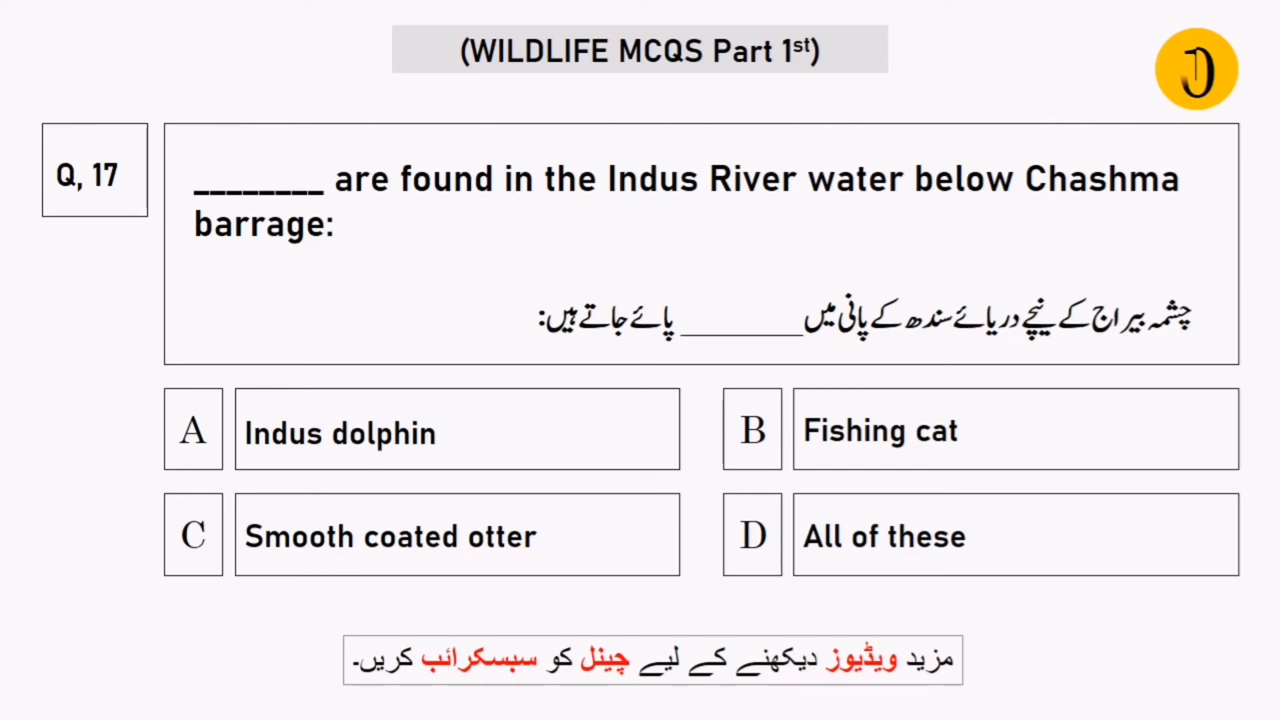 (WILDLIFE MCQS Part 1st)
Q, 17
________ are found in the Indus River water below Chashma
barrage:
چشمہ بیراج کے نیچے دریائے سندھ کے پانی میں ________ پائے جاتے ہیں:
A
Indus dolphin
B
Fishing cat
C
Smooth coated otter
D
All of these
مزید ویڈیوز دیکھنے کے لیے چینل کو سبسکرائب کریں۔